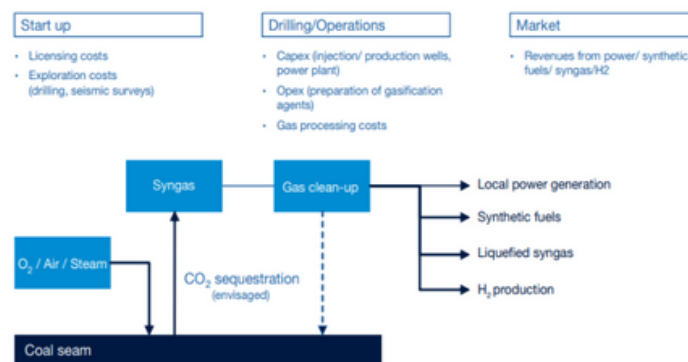 Start up
Drilling/Operations
Market
• Licensing costs
• Exploration costs
(drilling, seismic surveys)
• Capex (injection/ production wells,
power plant)
• Opex (preparation of gasification
agents)
• Gas processing costs
• Revenues from power/ synthetic
fuels/ syngas/H2
Syngas
Gas clean-up
Local power generation
Synthetic fuels
Liquefied syngas
H₂ production
O₂ / Air / Steam
CO₂ sequestration
(envisaged)
Coal seam